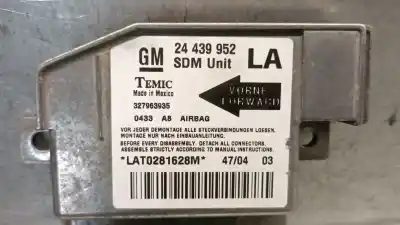 GM 24 439 952 LA
SDM Unit
TEMIC
Made in Mexico
327963935
VORNE
FORWACD
0433 A8 AIRBAG
VOR JEDER DEMONTAGE ALLE STECKVERBINDUNGEN LOESEN.
MONTAGE NUR NACH EINBAUANLEITUNG.
BEFORE EVERY DISASSEMBLY. DETACH ALL CONNECTORS.
ASSEMBLE STRICTLY ACCORDING TO MANUAL INSTRUCTIONS.
*LAT0281628M* 47/04 03